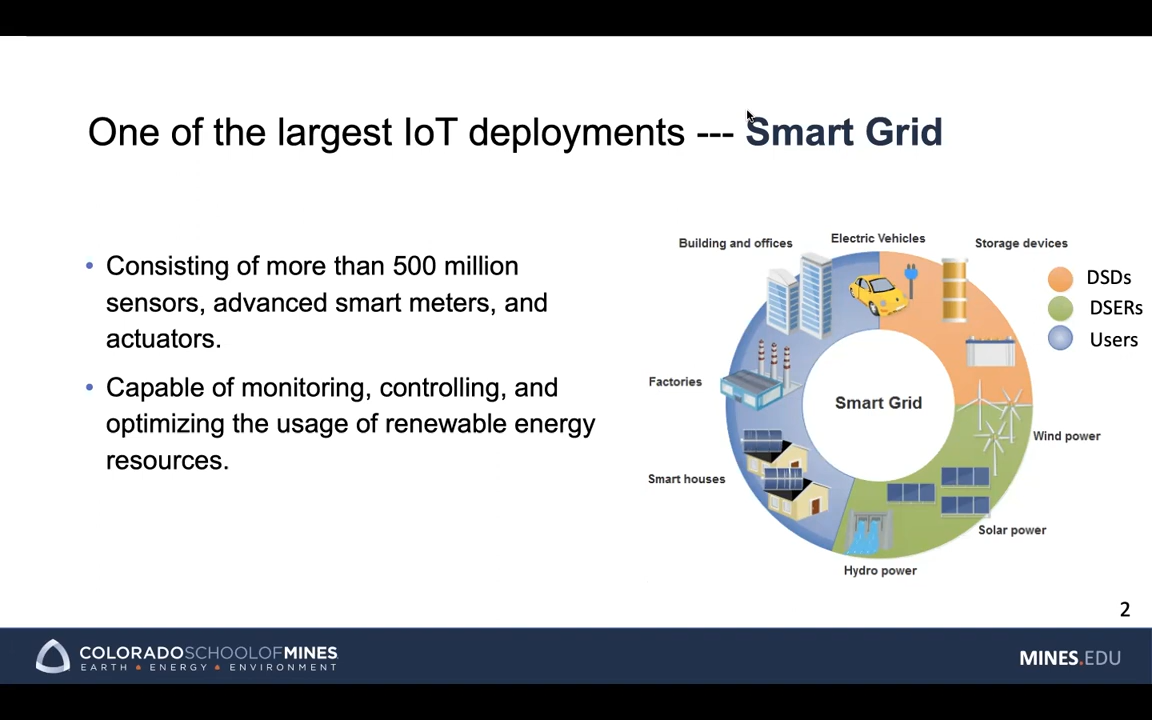 One of the largest IoT deployments --- Smart Grid
• Consisting of more than 500 million
sensors, advanced smart meters, and
actuators.
• Capable of monitoring, controlling, and
optimizing the usage of renewable energy
resources.
Building and offices
Electric Vehicles
Storage devices
DSDs
DSERs
Users
Factories
Smart Grid
Wind power
Smart houses
Solar power
Hydro power
2
COLORADOSCHOOLOFMINES
EARTH • ENERGY • ENVIRONMENT
MINES.EDU